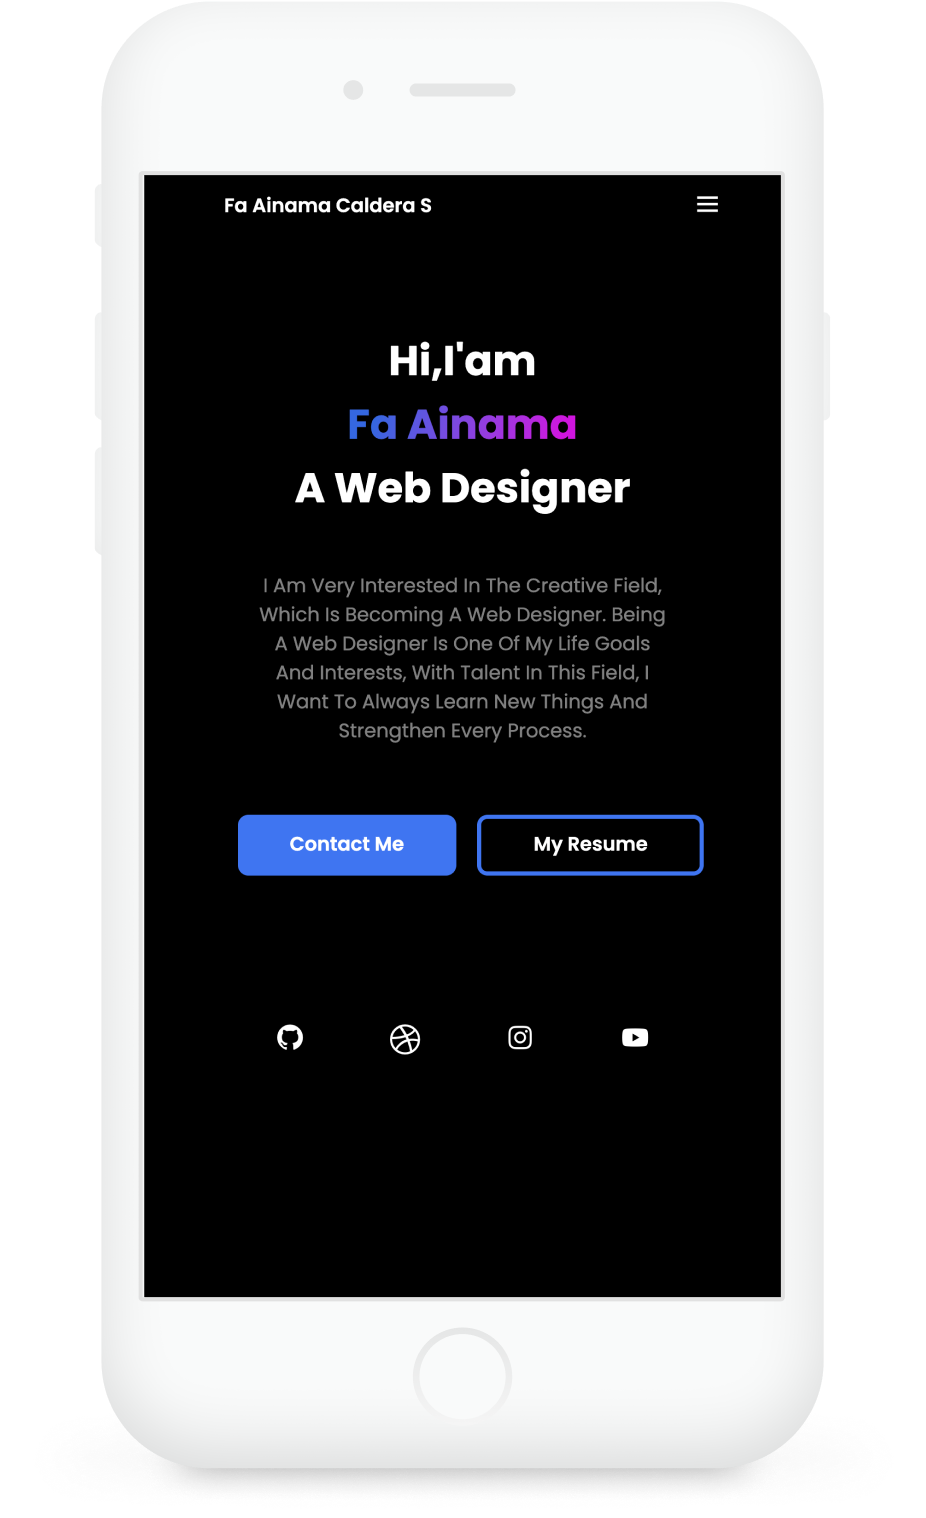 Fa Ainama Caldera S
Hi,I'am
Fa Ainama
A Web Designer
I Am Very Interested In The Creative Field,
Which Is Becoming A Web Designer. Being
A Web Designer Is One Of My Life Goals
And Interests, With Talent In This Field, I
Want To Always Learn New Things And
Strengthen Every Process.
Contact Me
My Resume